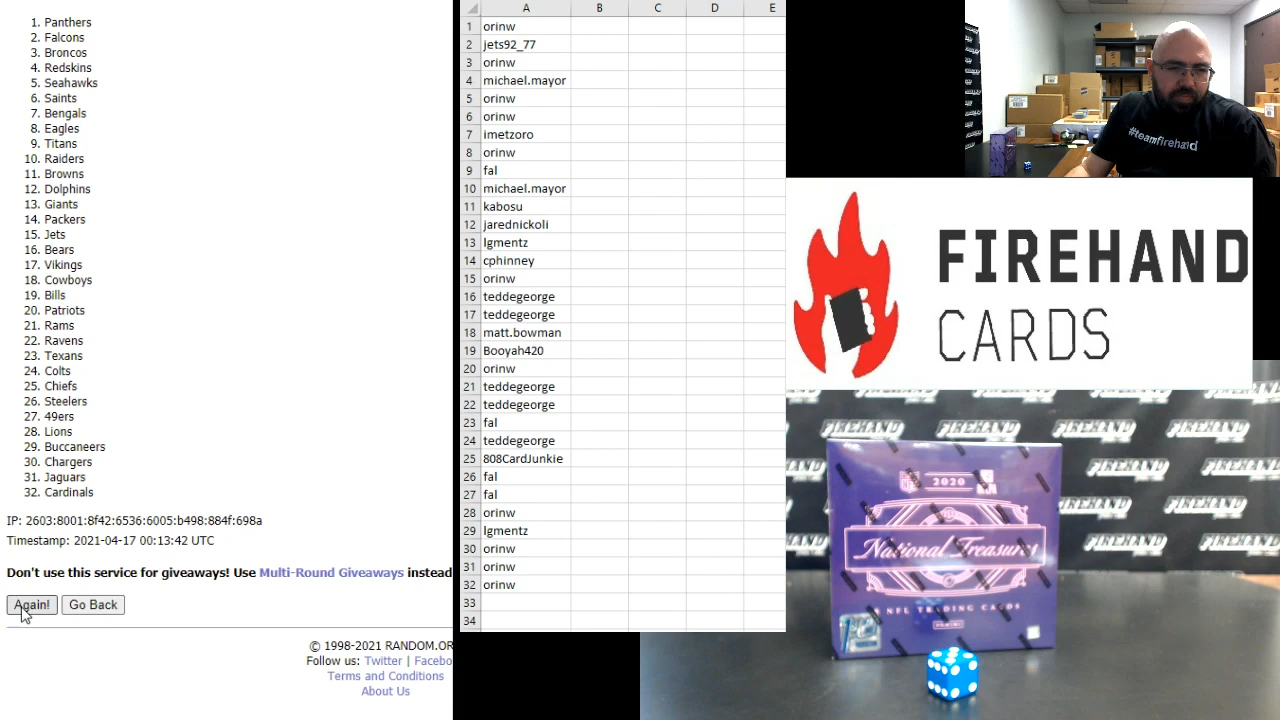 1. Panthers
2. Falcons
3. Broncos
4. Redskins
5. Seahawks
6. Saints
7. Bengals
8. Eagles
9. Titans
10. Raiders
11. Browns
12. Dolphins
13. Giants
14. Packers
15. Jets
16. Bears
17. Vikings
18. Cowboys
19. Bills
20. Patriots
21. Rams
22. Ravens
23. Texans
24. Colts
25. Chiefs
26. Steelers
27. 49ers
28. Lions
29. Buccaneers
30. Chargers
31. Jaguars
32. Cardinals
IP: 2603:8001:8f42:6536:6005:b498:884f:698a
Timestamp: 2021-04-17 00:13:42 UTC
Don't use this service for giveaways! Use Multi-Round Giveaways instead
Again! Go Back
© 1998-2021 RANDOM.OR
Follow us: Twitter | Facebo
Terms and Conditions
About Us
A B C D E
1 orinw
2 jets92_77
3 orinw
4 michael.mayor
5 orinw
6 orinw
7 imetzoro
8 orinw
9 fal
10 michael.mayor
11 kabosu
12 jarednickoli
13 lgmentz
14 cphinney
15 orinw
16 teddegeorge
17 teddegeorge
18 matt.bowman
19 Booyah420
20 orinw
21 teddegeorge
22 teddegeorge
23 fal
24 teddegeorge
25 808CardJunkie
26 fal
27 fal
28 orinw
29 lgmentz
30 orinw
31 orinw
32 orinw
33
34
#teamfirehand
FIREHAND
CARDS
FIREHAND FIREHAND FIREHAND
2020
National Treasures
NFL TRADING CARDS
PANINI